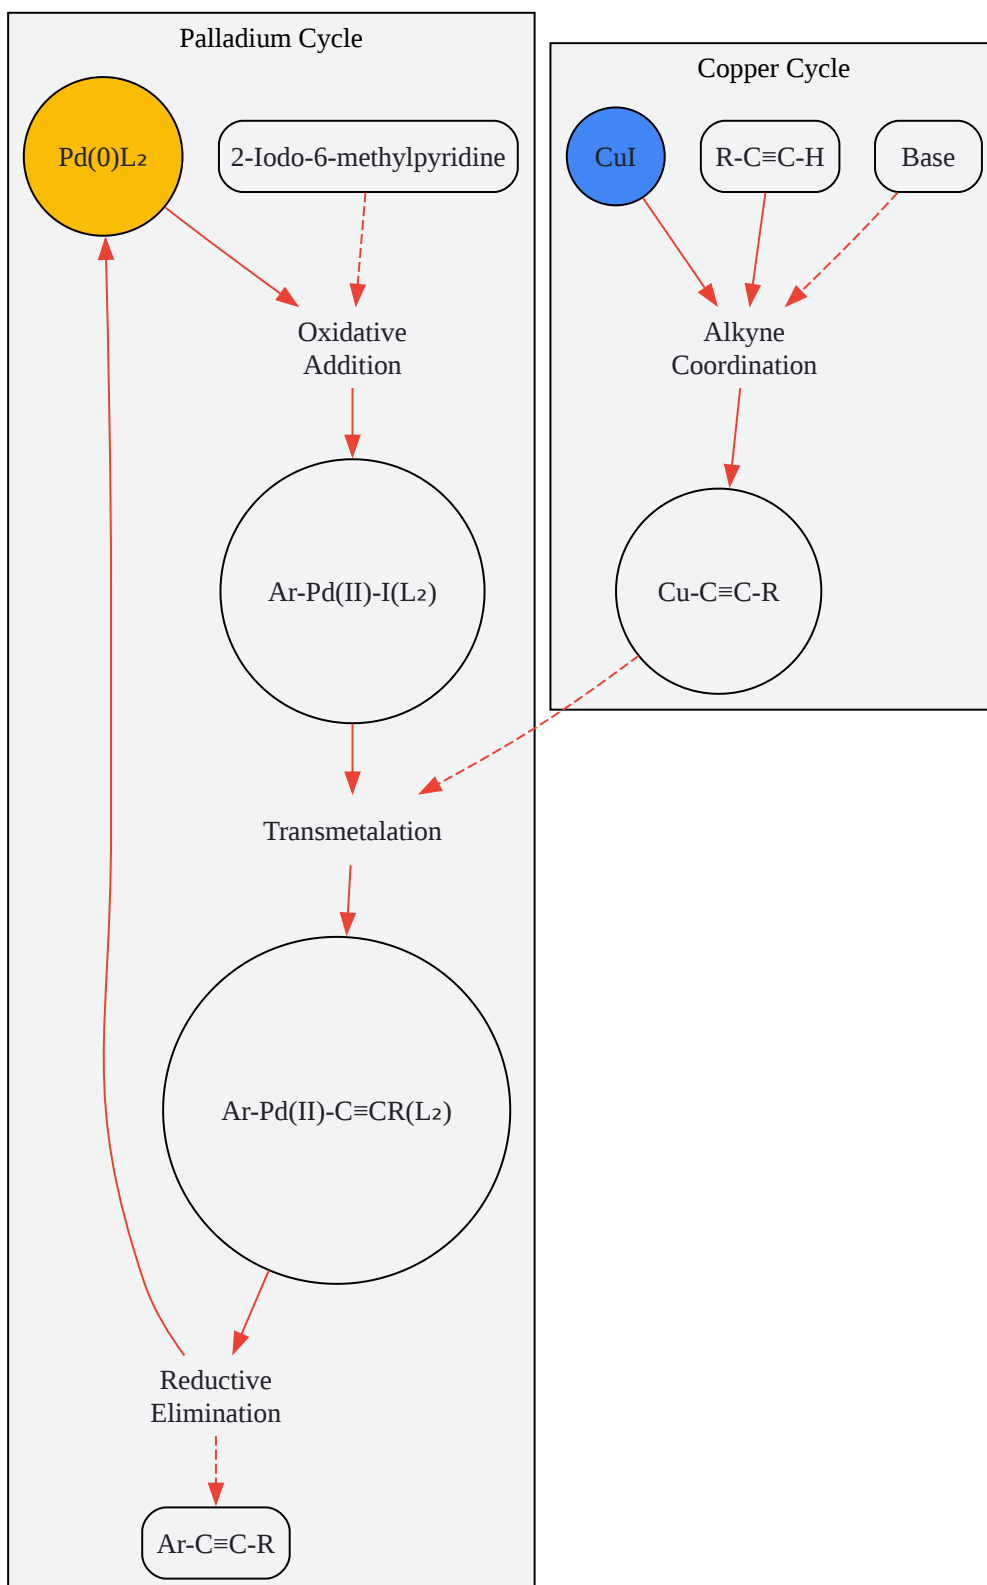 Palladium Cycle
Pd(0)L₂
2-Iodo-6-methylpyridine
Oxidative
Addition
Ar-Pd(II)-I(L₂)
Transmetalation
Ar-Pd(II)-C≡CR(L₂)
Reductive
Elimination
Ar-C≡C-R
Copper Cycle
CuI
R-C≡C-H
Base
Alkyne
Coordination
Cu-C≡C-R